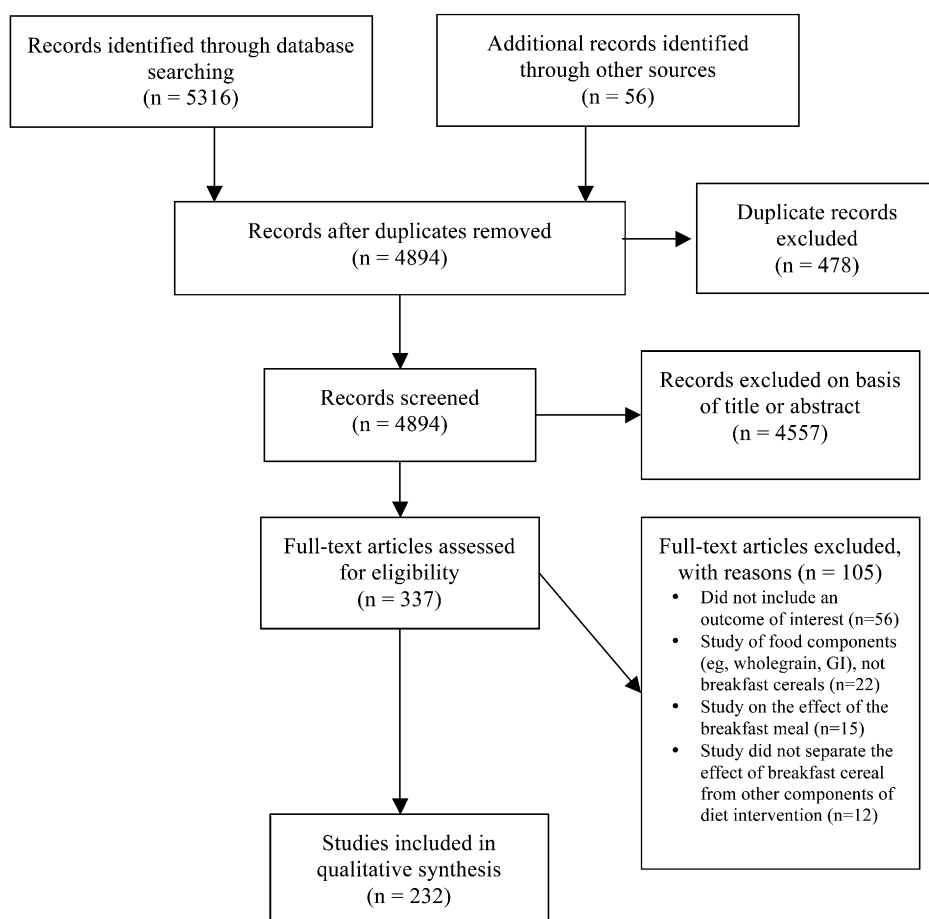 Records identified through database
searching
(n = 5316)
Additional records identified
through other sources
(n = 56)
Records after duplicates removed
(n = 4894)
Duplicate records
excluded
(n = 478)
Records screened
(n = 4894)
Records excluded on basis
of title or abstract
(n = 4557)
Full-text articles assessed
for eligibility
(n = 337)
Full-text articles excluded,
with reasons (n = 105)
• Did not include an
outcome of interest (n=56)
• Study of food components
(eg, wholegrain, GI), not
breakfast cereals (n=22)
• Study on the effect of the
breakfast meal (n=15)
• Study did not separate the
effect of breakfast cereal
from other components of
diet intervention (n=12)
Studies included in
qualitative synthesis
(n = 232)